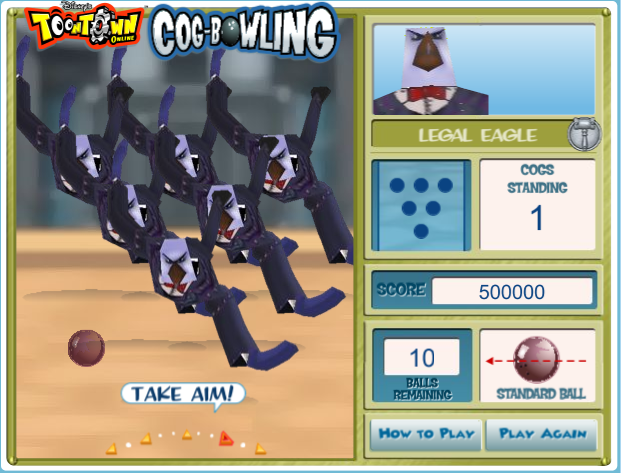 Disney's
TOONTOWN
ONLINE
COG-BOWLING
LEGAL EAGLE
COGS
STANDING
1
SCORE 500000
10
BALLS
REMAINING
STANDARD BALL
TAKE AIM!
HOW TO PLAY
PLAY AGAIN